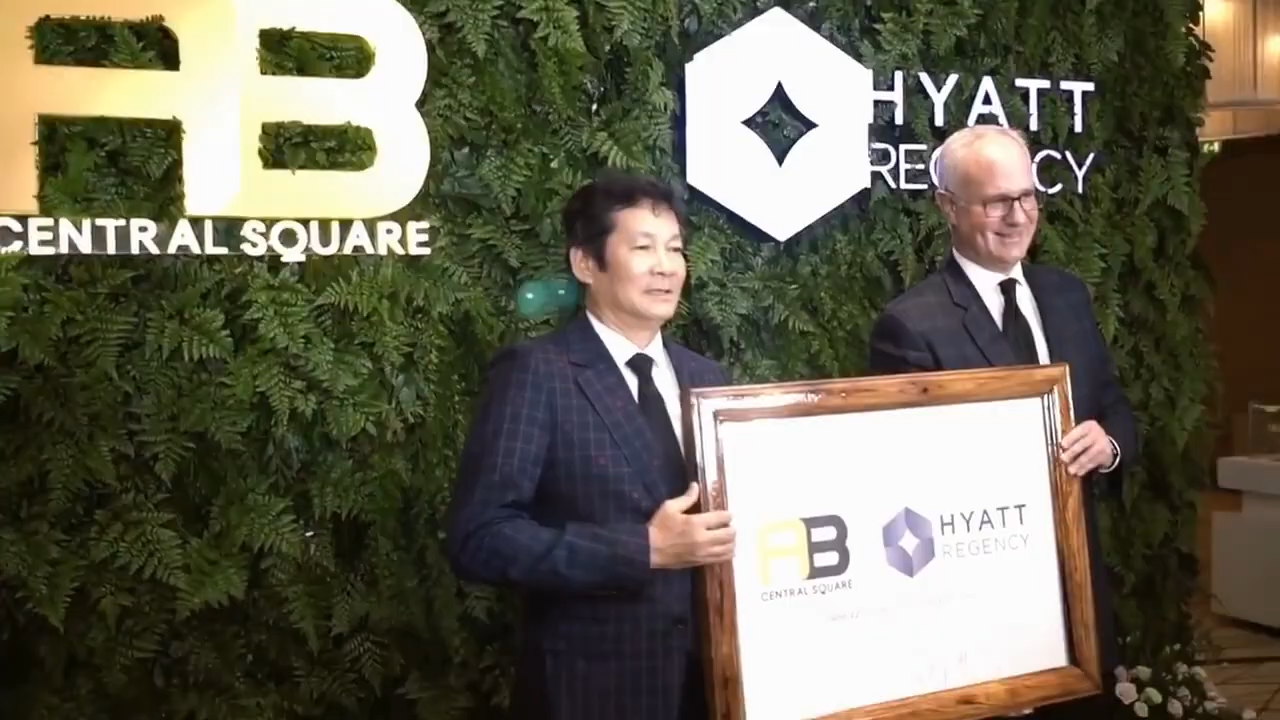 AB
CENTRAL SQUARE
HYATT
REGENCY
AB
CENTRAL SQUARE
HYATT
REGENCY